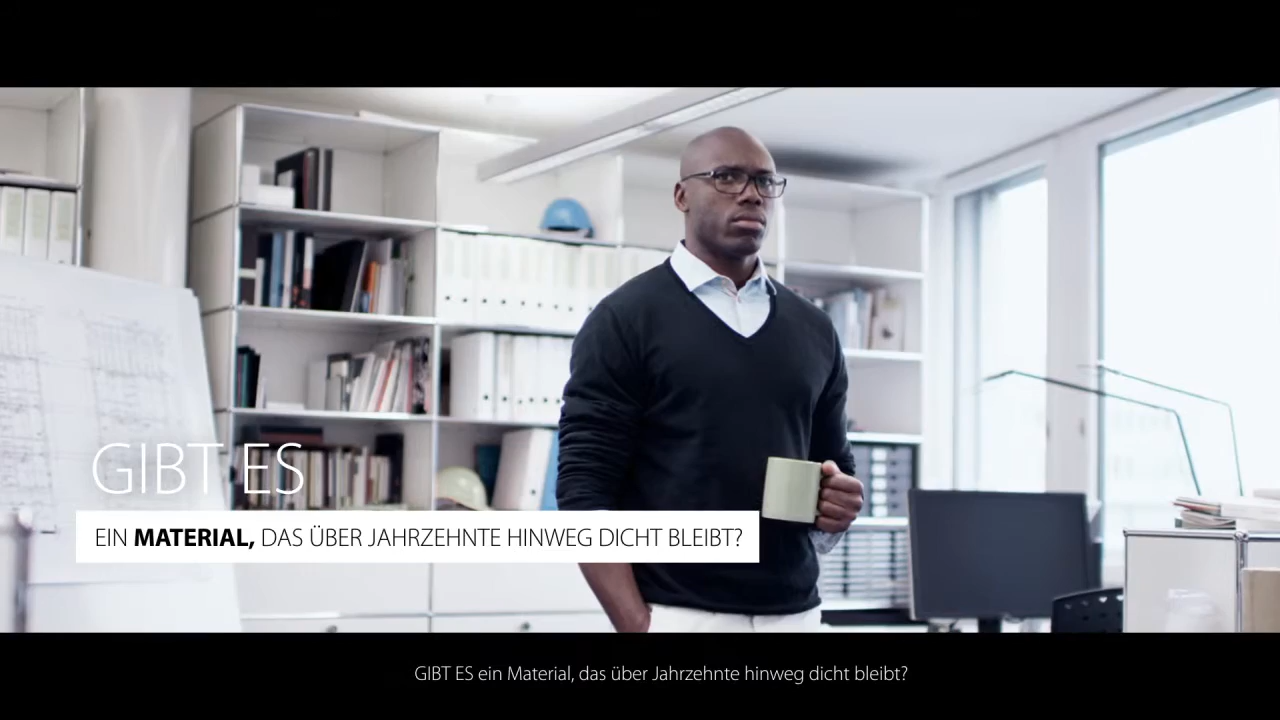 GIBT ES
EIN MATERIAL, DAS ÜBER JAHRZEHNTE HINWEG DICHT BLEIBT?
GIBT ES ein Material, das über Jahrzehnte hinweg dicht bleibt?